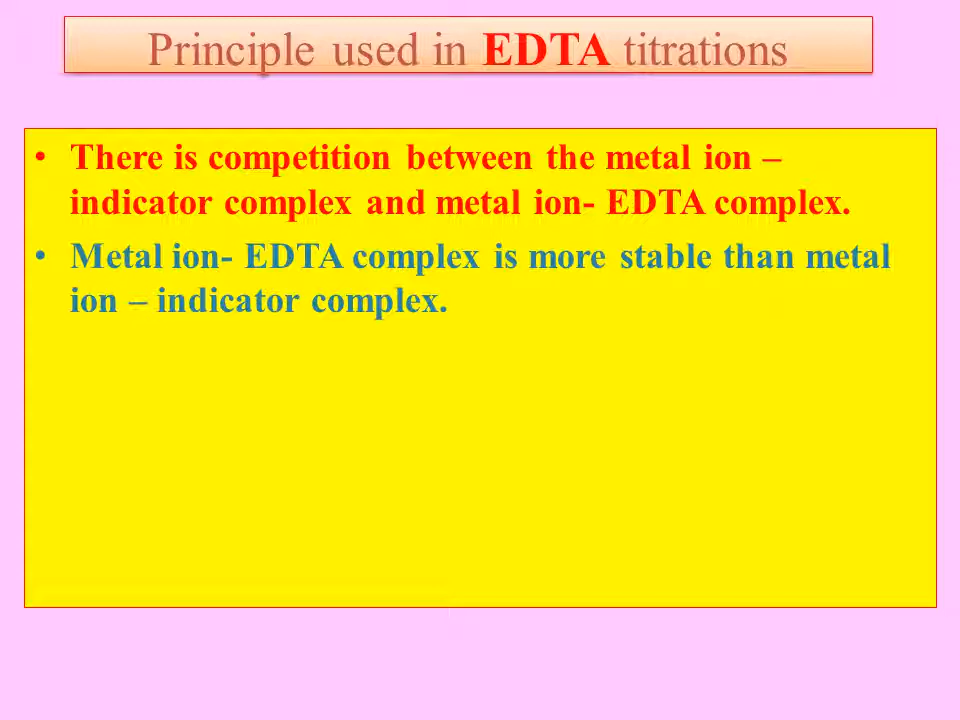 Principle used in EDTA titrations
• There is competition between the metal ion –
indicator complex and metal ion- EDTA complex.
• Metal ion- EDTA complex is more stable than metal
ion – indicator complex.